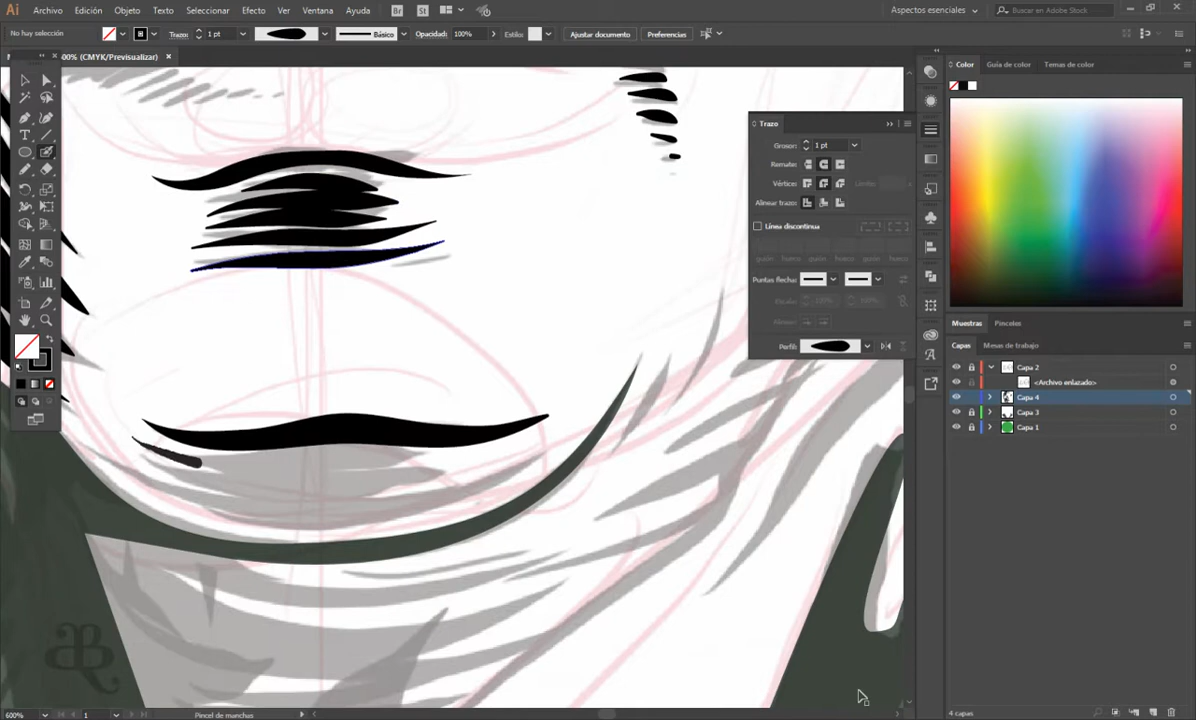 Ai Archivo Edición Objeto Texto Seleccionar Efecto Ver Ventana Ayuda Br St Aspectos esenciales Buscar en Adobe Stock
No hay selección Trazo: 1 pt Básico Opacidad: 100% Estilo: Ajustar documento Preferencias
600% (CMYK/Previsualizar) ×
Color Guía de color Temas de color
Trazo
Grosor: 1 pt
Remate:
Vértices:
Alinear trazo:
Línea discontinua
guión hueco guión hueco guión hueco
Puntas flecha:
Escala: 100% 100%
Alinear:
Perfil:
Muestras Pinceles
Capas Mesas de trabajo
Capa 2
<Archivo enlazado>
Capa 4
Capa 3
Capa 1
600% 1 Pincel de manchas
4 capas